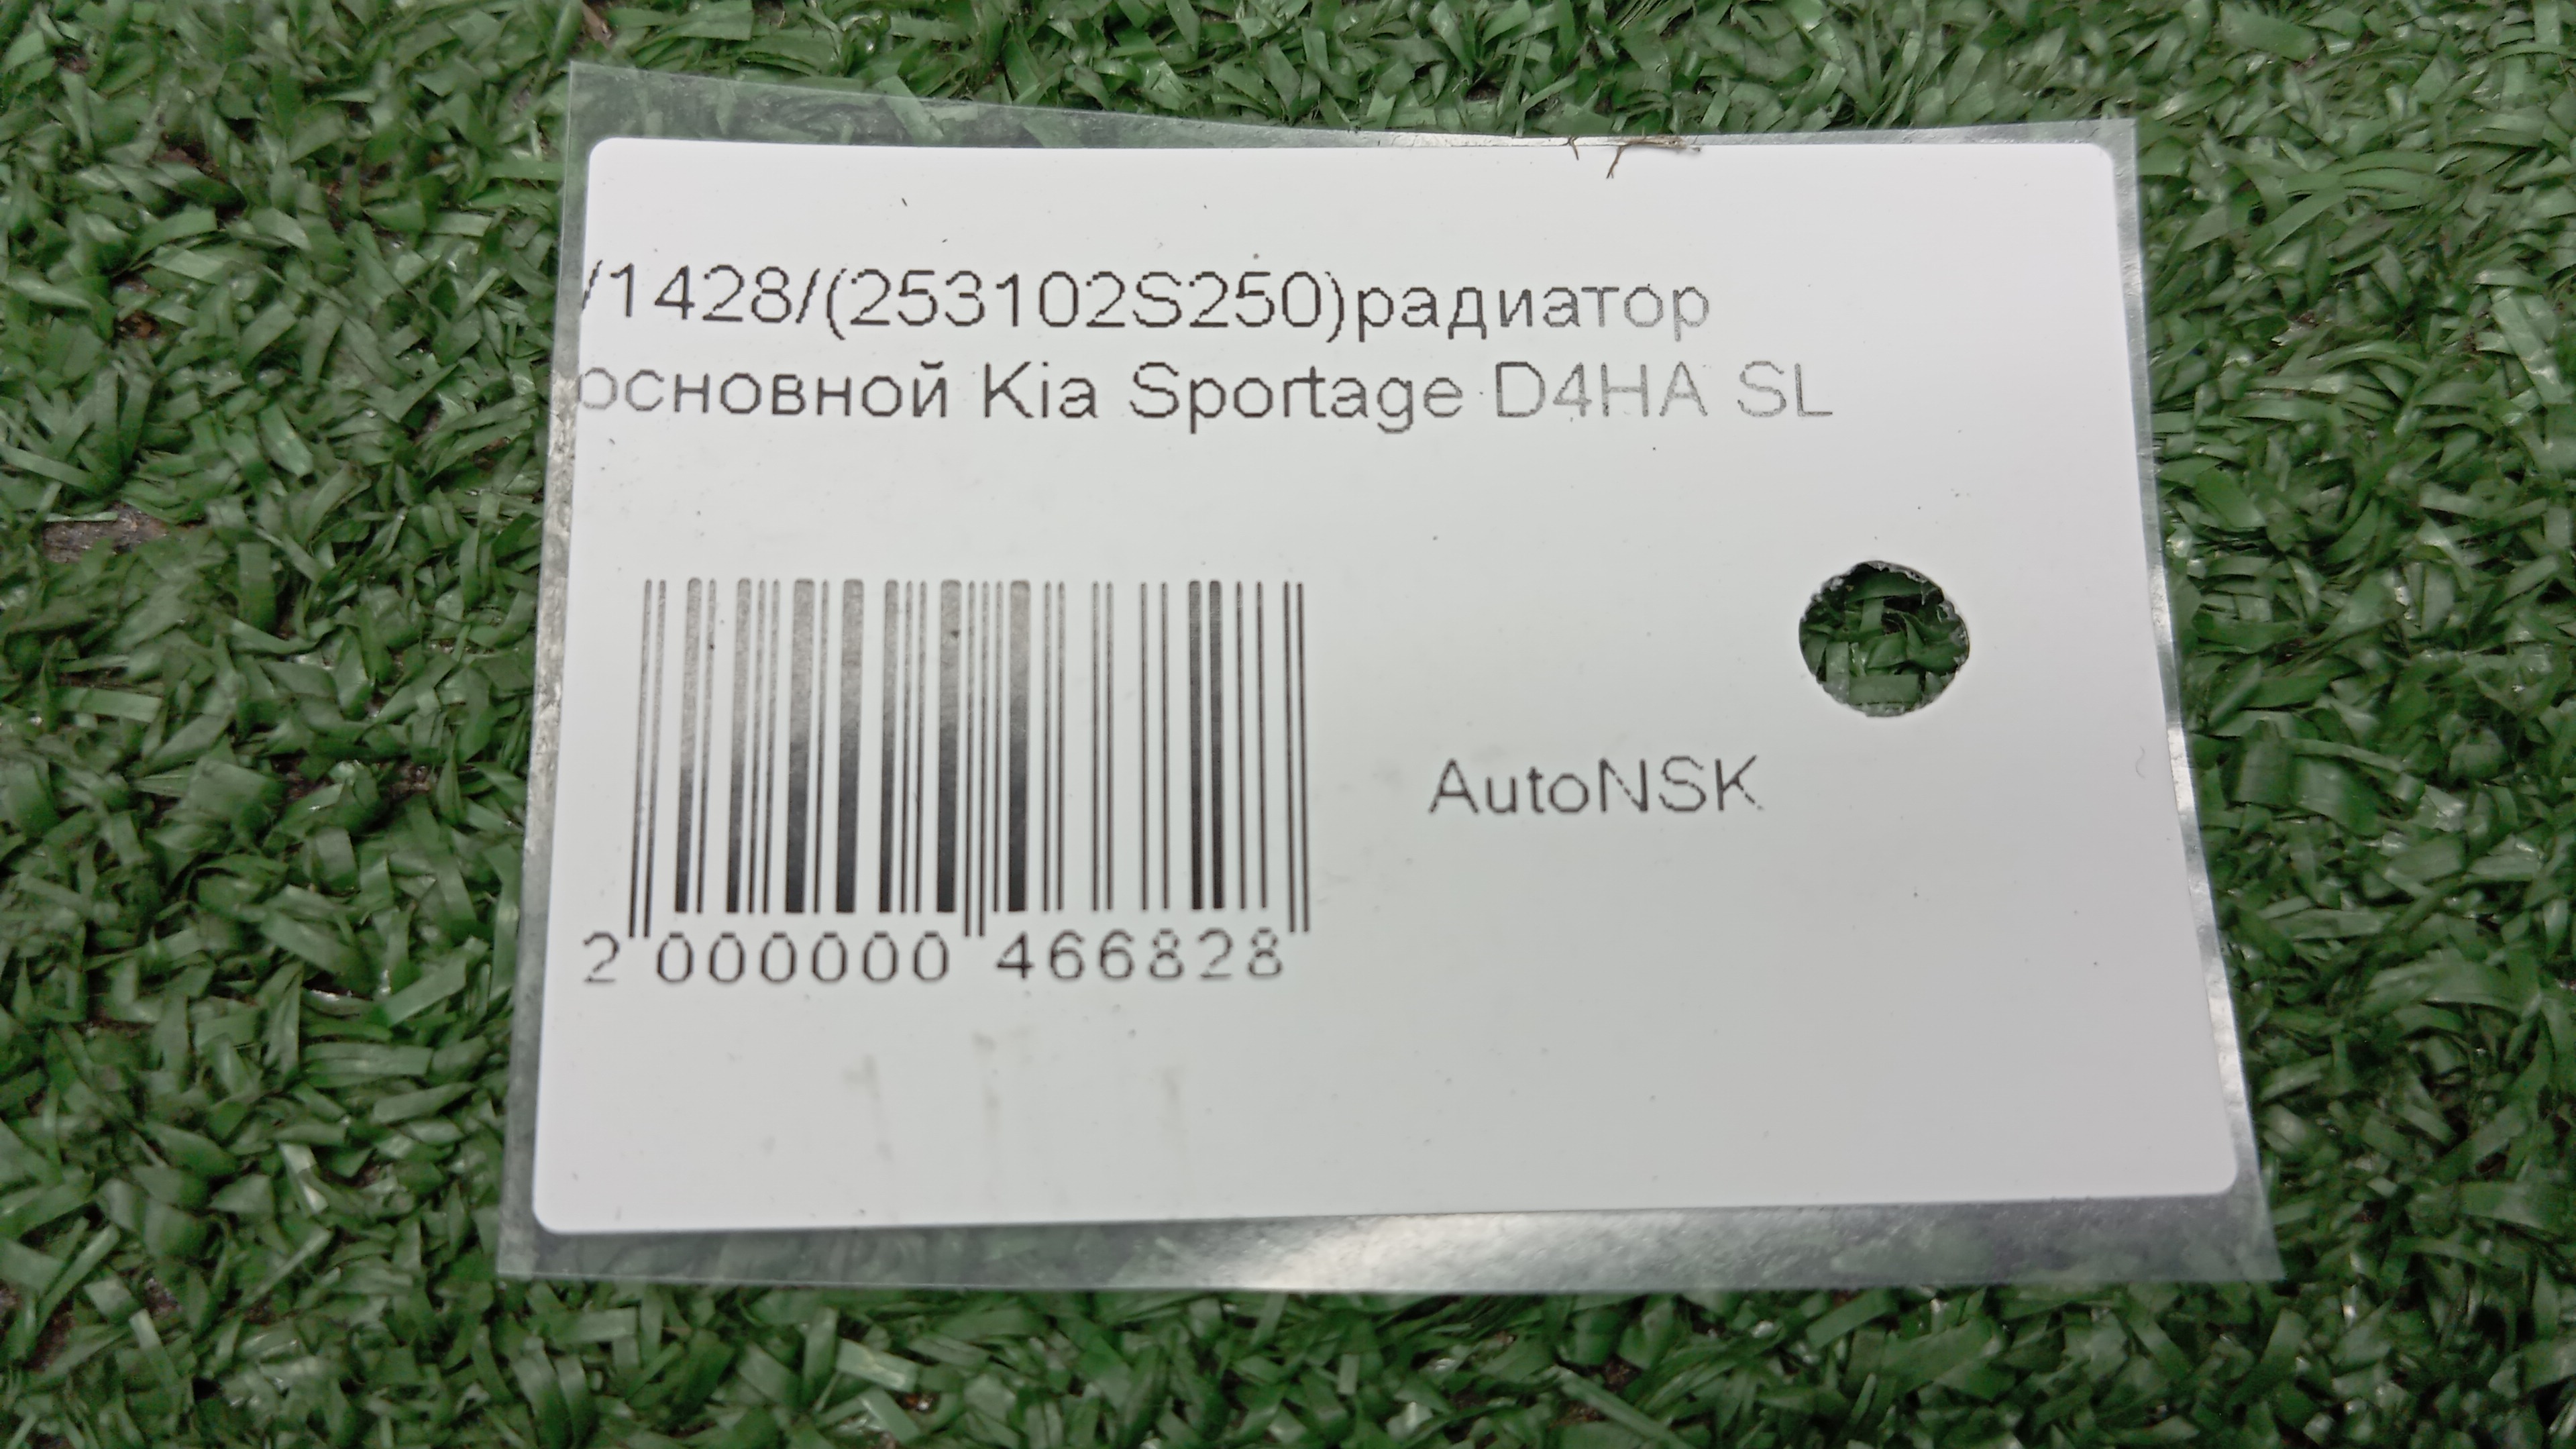 /1428/(253102S250)радиатор
основной Kia Sportage D4HA SL
AutoNSK
2 000000 466828